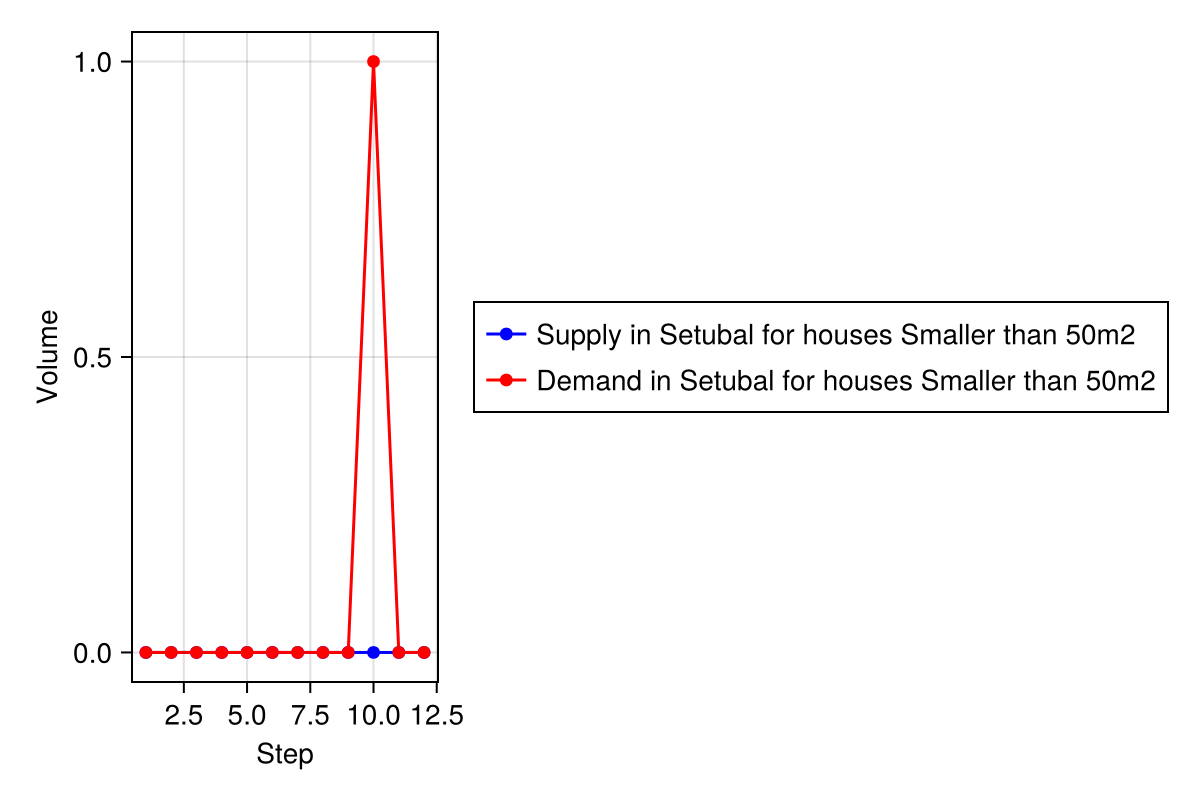 1.0
0.5
0.0
Volume
2.5 5.0 7.5 10.0 12.5
Step
Supply in Setubal for houses Smaller than 50m2
Demand in Setubal for houses Smaller than 50m2